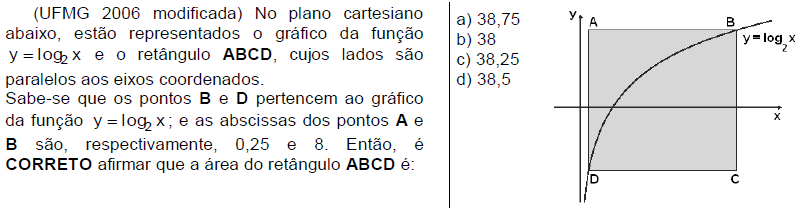 (UFMG 2006 modificada) No plano cartesiano
abaixo, estão representados o gráfico da função
y = log₂ x e o retângulo ABCD, cujos lados são
paralelos aos eixos coordenados.
Sabe-se que os pontos B e D pertencem ao gráfico
da função y = log₂ x; e as abscissas dos pontos A e
B são, respectivamente, 0,25 e 8. Então, é
CORRETO afirmar que a área do retângulo ABCD é:
a) 38,75
b) 38
c) 38,25
d) 38,5
y
A
B
y = log₂ x
x
D
C